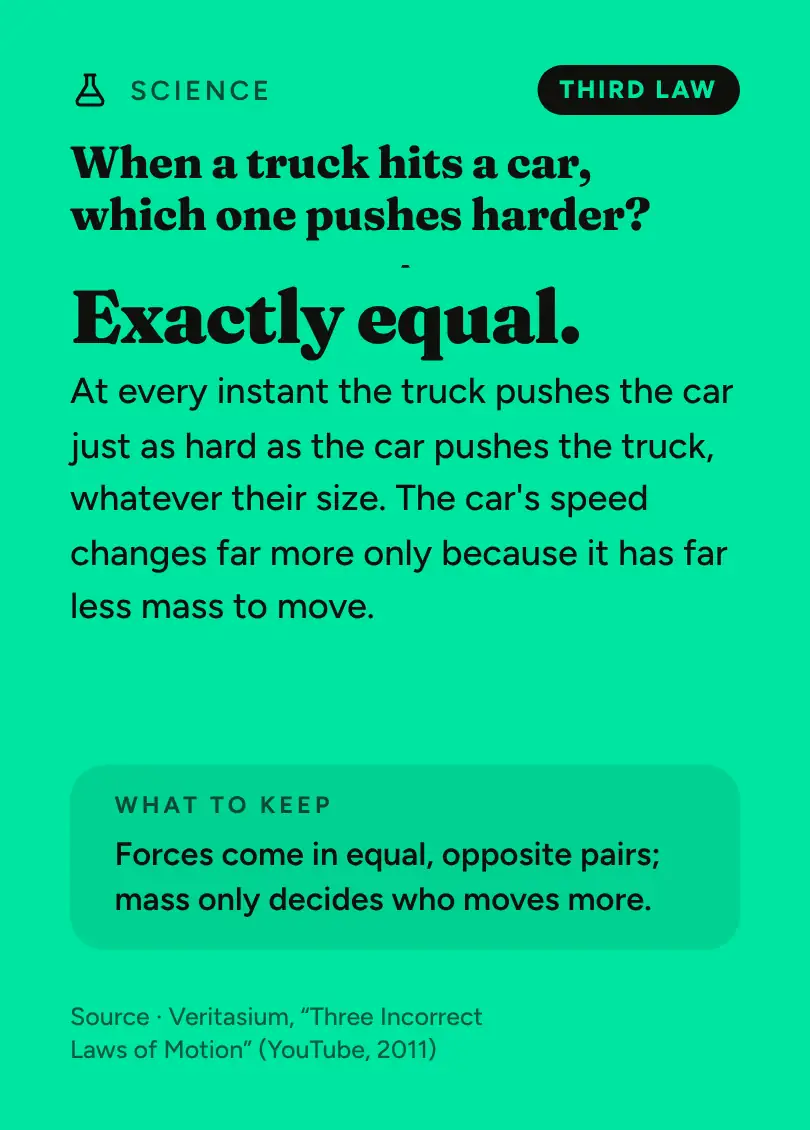 SCIENCE
THIRD LAW
When a truck hits a car,
which one pushes harder?
-
Exactly equal.
At every instant the truck pushes the car
just as hard as the car pushes the truck,
whatever their size. The car's speed
changes far more only because it has far
less mass to move.
WHAT TO KEEP
Forces come in equal, opposite pairs;
mass only decides who moves more.
Source · Veritasium, “Three Incorrect
Laws of Motion” (YouTube, 2011)